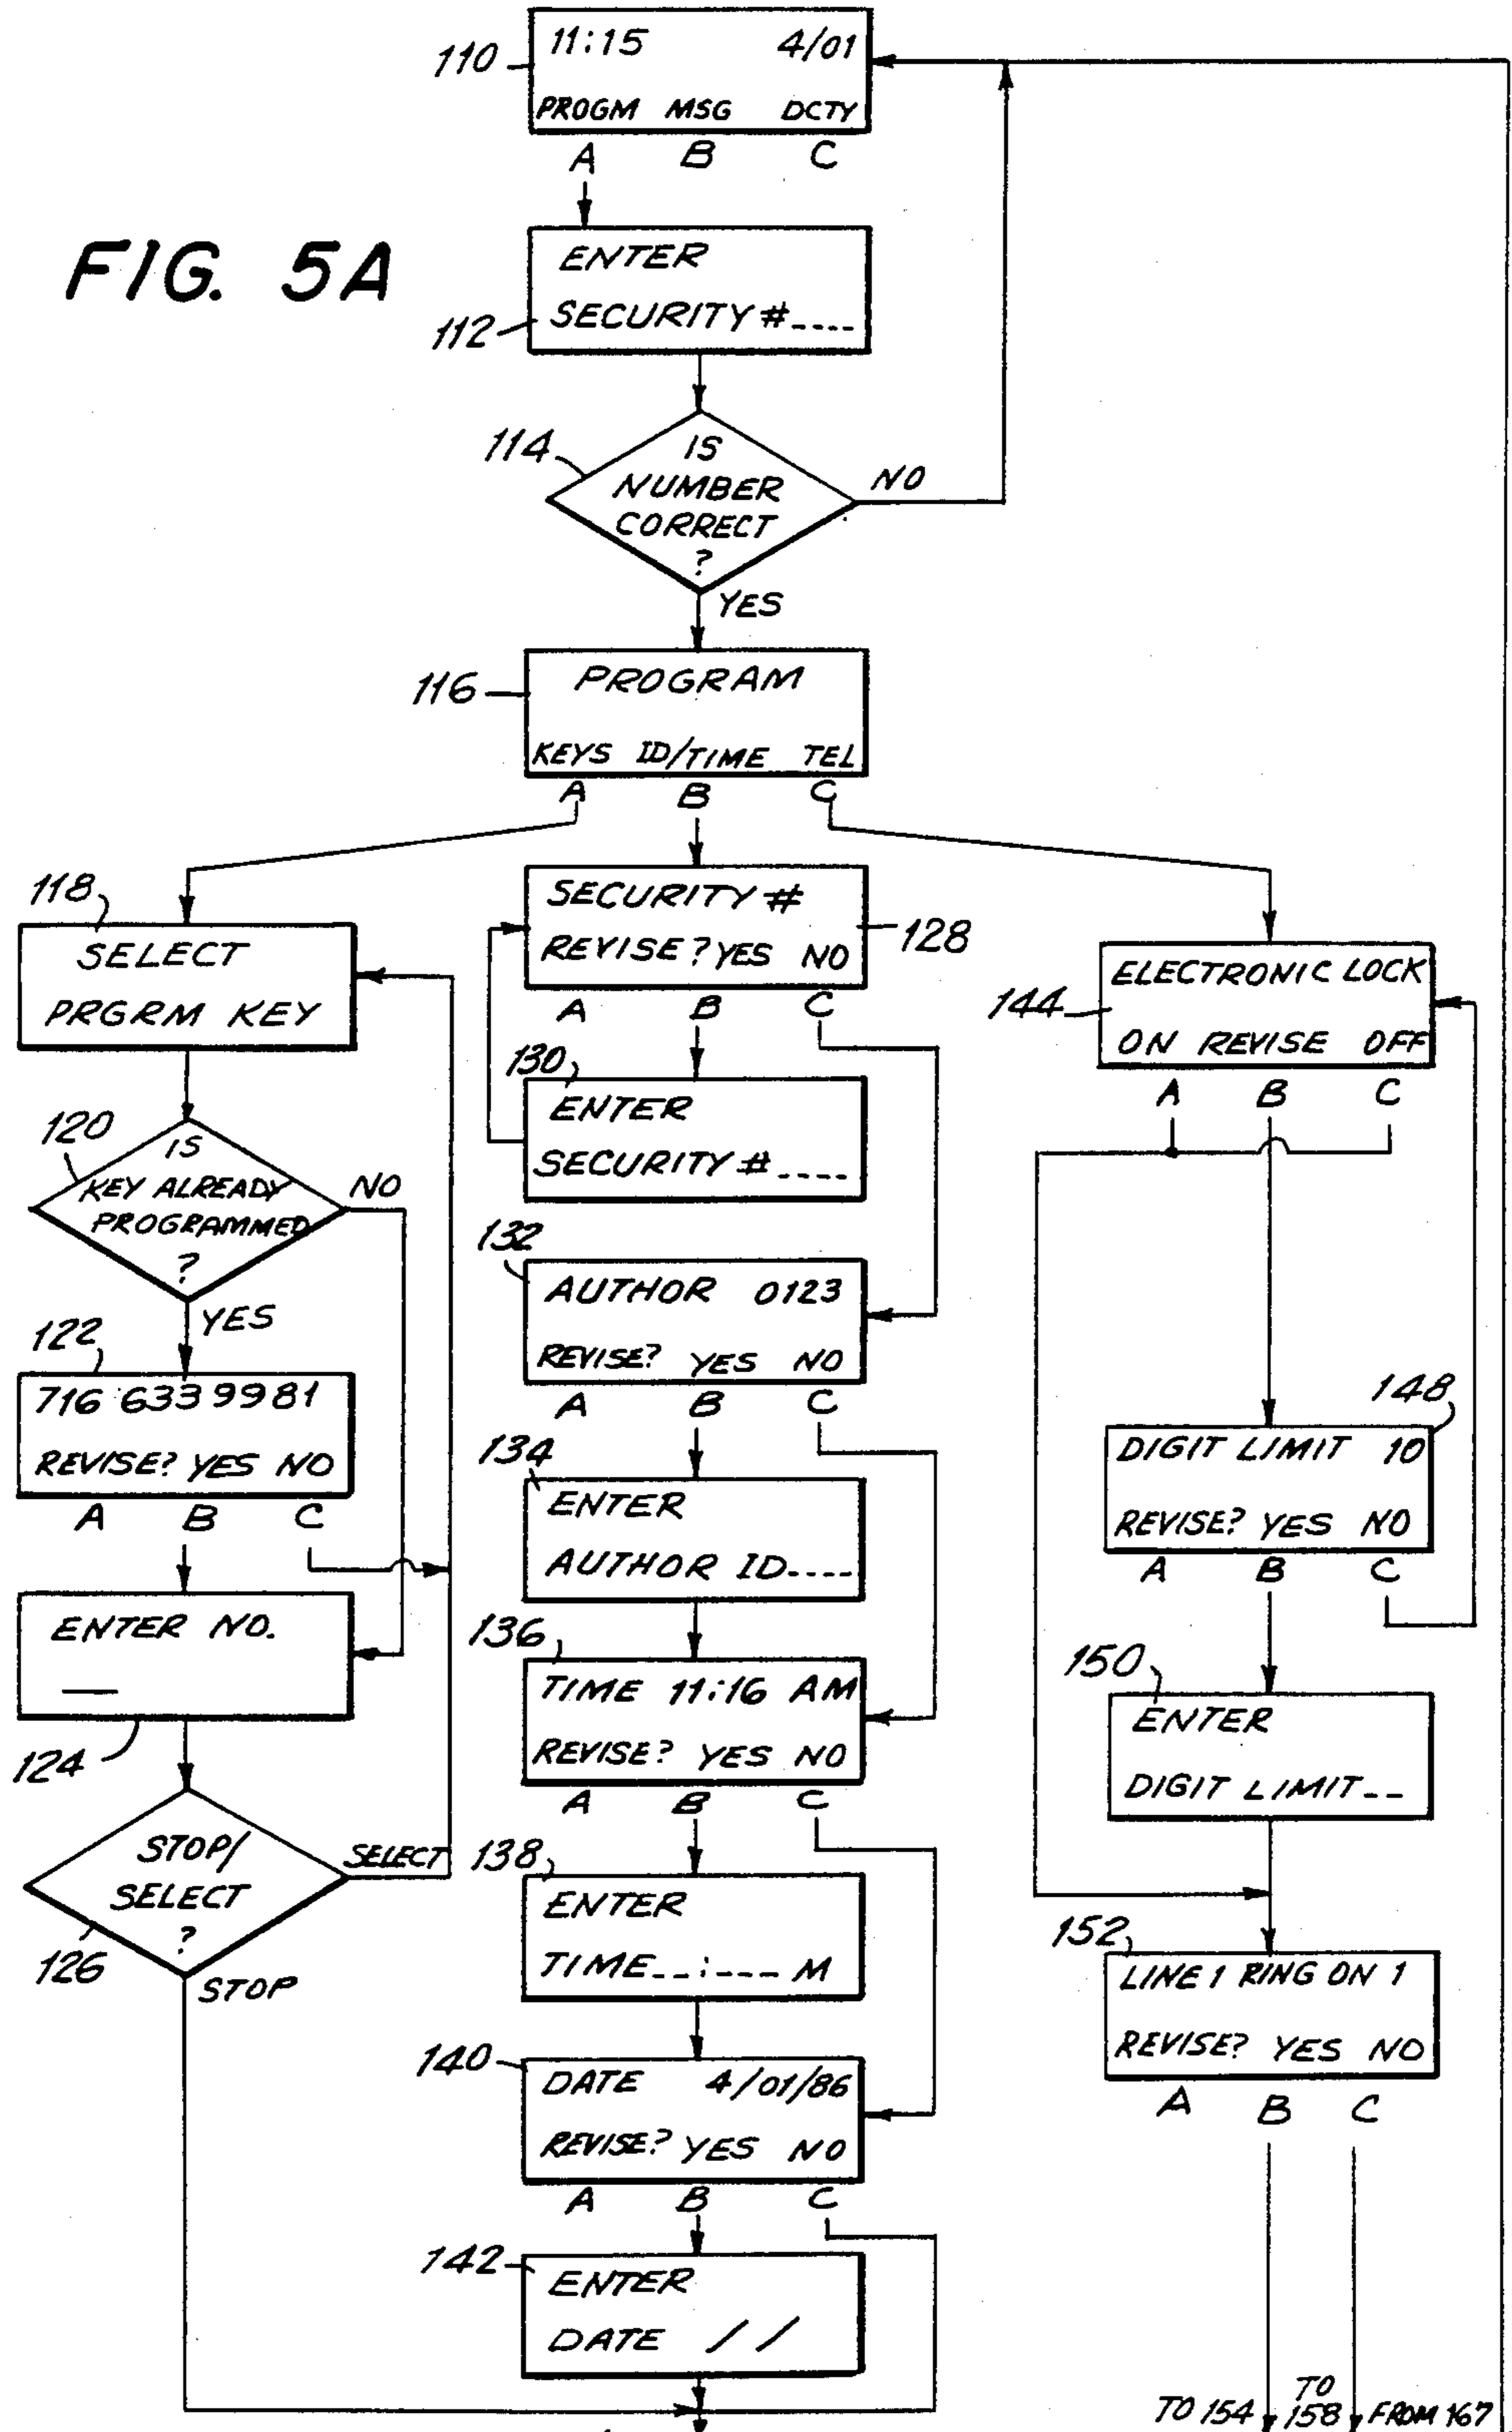 11:15 4/01
110
PROGM MSG DCTY
A B C
FIG. 5A
ENTER
SECURITY #----
112
114
IS
NUMBER
CORRECT
?
NO
YES
116
PROGRAM
KEYS ID/TIME TEL
A B C
118
SELECT
PRGRM KEY
120
IS
KEY ALREADY
PROGRAMMED
?
NO
YES
122
716 633 9981
REVISE? YES NO
A B C
ENTER NO.
124
STOP/
SELECT
?
SELECT
126
STOP
SECURITY #
REVISE? YES NO
128
A B C
130
ENTER
SECURITY #----
132
AUTHOR 0123
REVISE? YES NO
A B C
134
ENTER
AUTHOR ID----
136
TIME 11:16 AM
REVISE? YES NO
A B C
138
ENTER
TIME--:--- M
140
DATE 4/01/86
REVISE? YES NO
A B C
142
ENTER
DATE / /
ELECTRONIC LOCK
144
ON REVISE OFF
A B C
148
DIGIT LIMIT 10
REVISE? YES NO
A B C
150
ENTER
DIGIT LIMIT--
152
LINE 1 RING ON 1
REVISE? YES NO
A B C
TO 154
TO 158
FROM 167